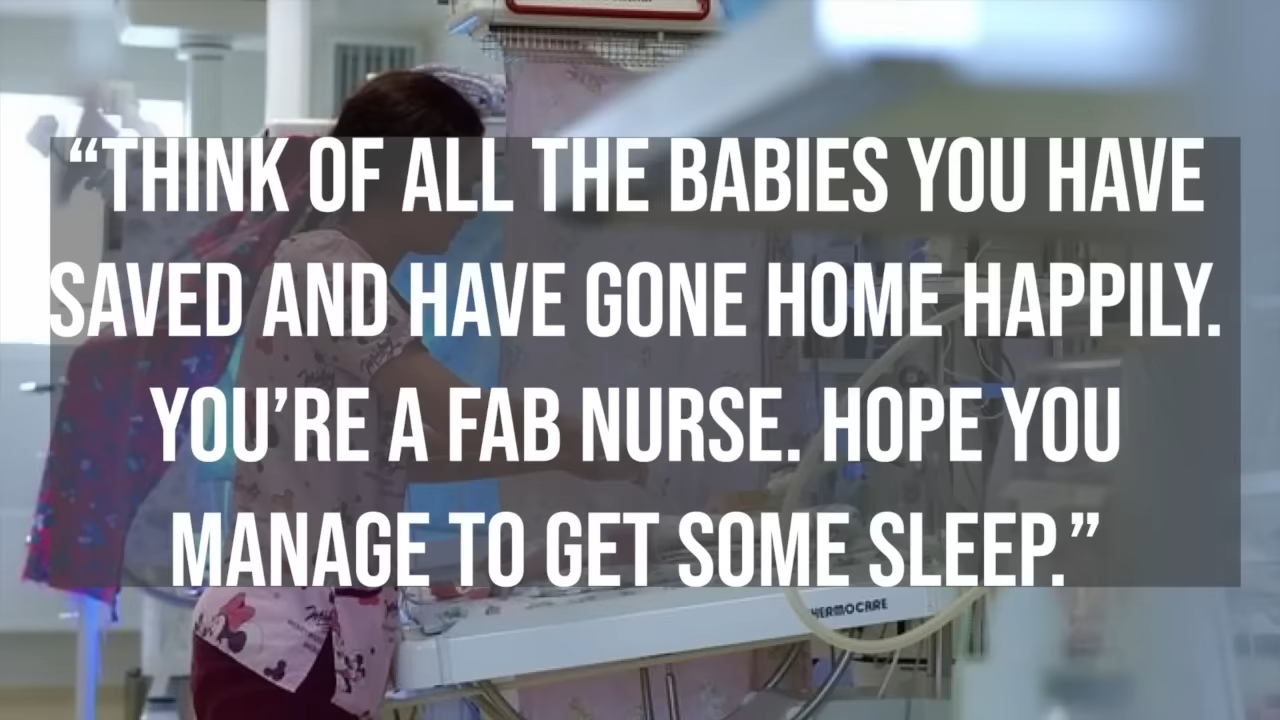 “THINK OF ALL THE BABIES YOU HAVE
SAVED AND HAVE GONE HOME HAPPILY.
YOU’RE A FAB NURSE. HOPE YOU
MANAGE TO GET SOME SLEEP.”
THERMOCARE